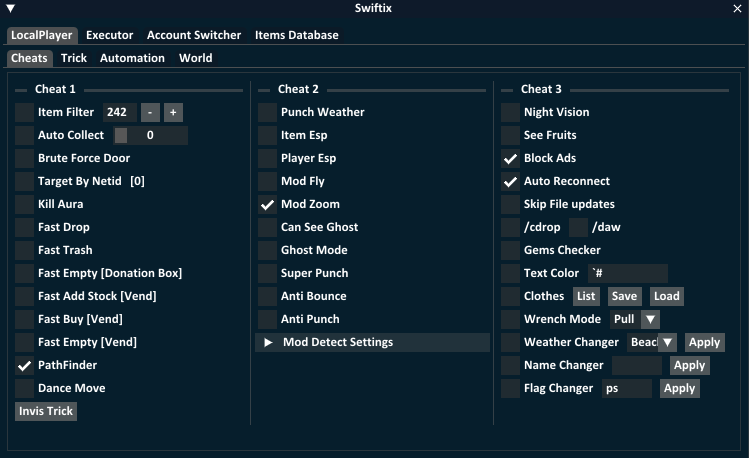 Swiftix
LocalPlayer Executor Account Switcher Items Database
Cheats Trick Automation World
Cheat 1
Item Filter 242 - +
Auto Collect 0
Brute Force Door
Target By Netid [0]
Kill Aura
Fast Drop
Fast Trash
Fast Empty [Donation Box]
Fast Add Stock [Vend]
Fast Buy [Vend]
Fast Empty [Vend]
PathFinder
Dance Move
Invis Trick
Cheat 2
Punch Weather
Item Esp
Player Esp
Mod Fly
Mod Zoom
Can See Ghost
Ghost Mode
Super Punch
Anti Bounce
Anti Punch
Mod Detect Settings
Cheat 3
Night Vision
See Fruits
Block Ads
Auto Reconnect
Skip File updates
/cdrop /daw
Gems Checker
Text Color `#
Clothes List Save Load
Wrench Mode Pull
Weather Changer Beac Apply
Name Changer Apply
Flag Changer ps Apply